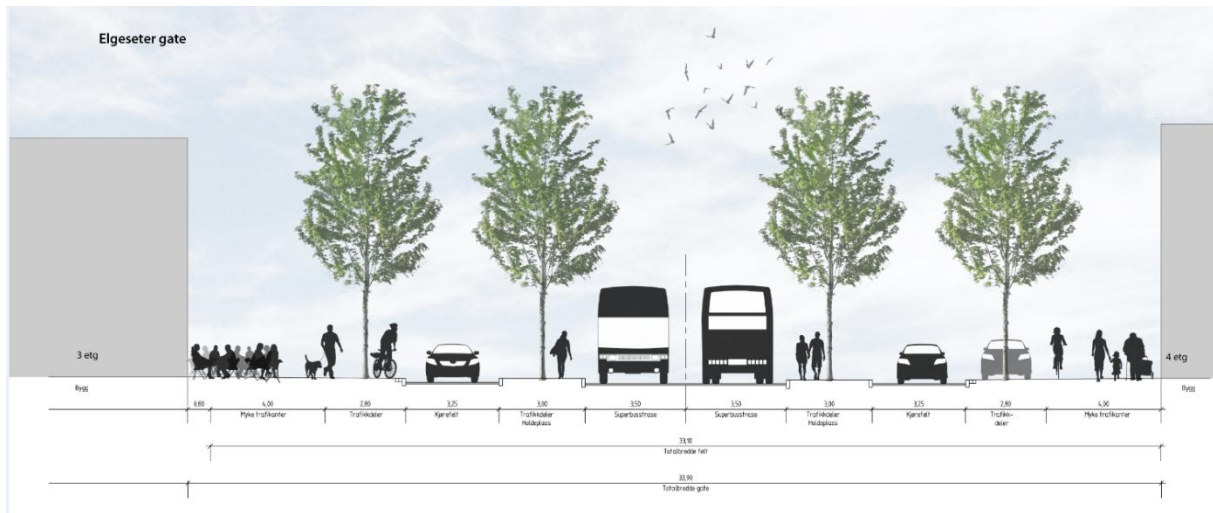 Elgeseter gate
3 etg
4 etg
Bygg
Bygg
0,80
4,00
2,80
3,25
3,00
3,50
3,50
3,00
3,25
2,80
4,00
Myke trafikanter
Trafikkdeler
Kjørefelt
Trafikkdeler
Holdeplass
Superbusstrase
Superbusstrase
Trafikkdeler
Holdeplass
Kjørefelt
Trafikk-
deler
Myke trafikanter
33,10
Totalbredde felt
33,90
Totalbredde gate